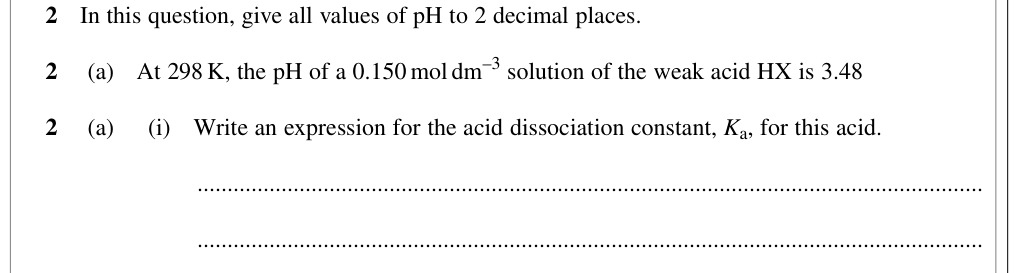 2 In this question, give all values of pH to 2 decimal places.
2 (a) At 298 K, the pH of a 0.150 mol dm⁻³ solution of the weak acid HX is 3.48
2 (a) (i) Write an expression for the acid dissociation constant, Kₐ, for this acid.